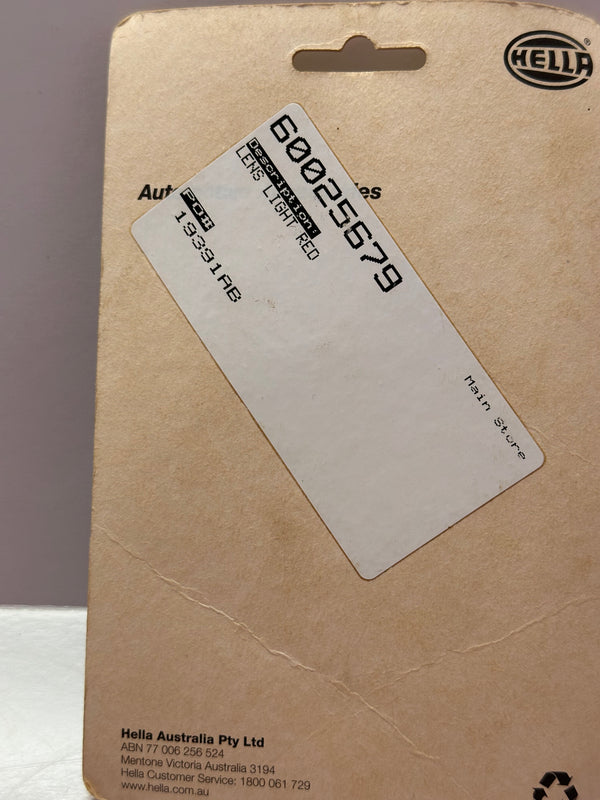 HELLA®
60025679
Description:
LENS LIGHT RED
PO#
19391AB
Main Store
Hella Australia Pty Ltd
ABN 77 006 256 524
Mentone Victoria Australia 3194
Hella Customer Service: 1800 061 729
www.hella.com.au